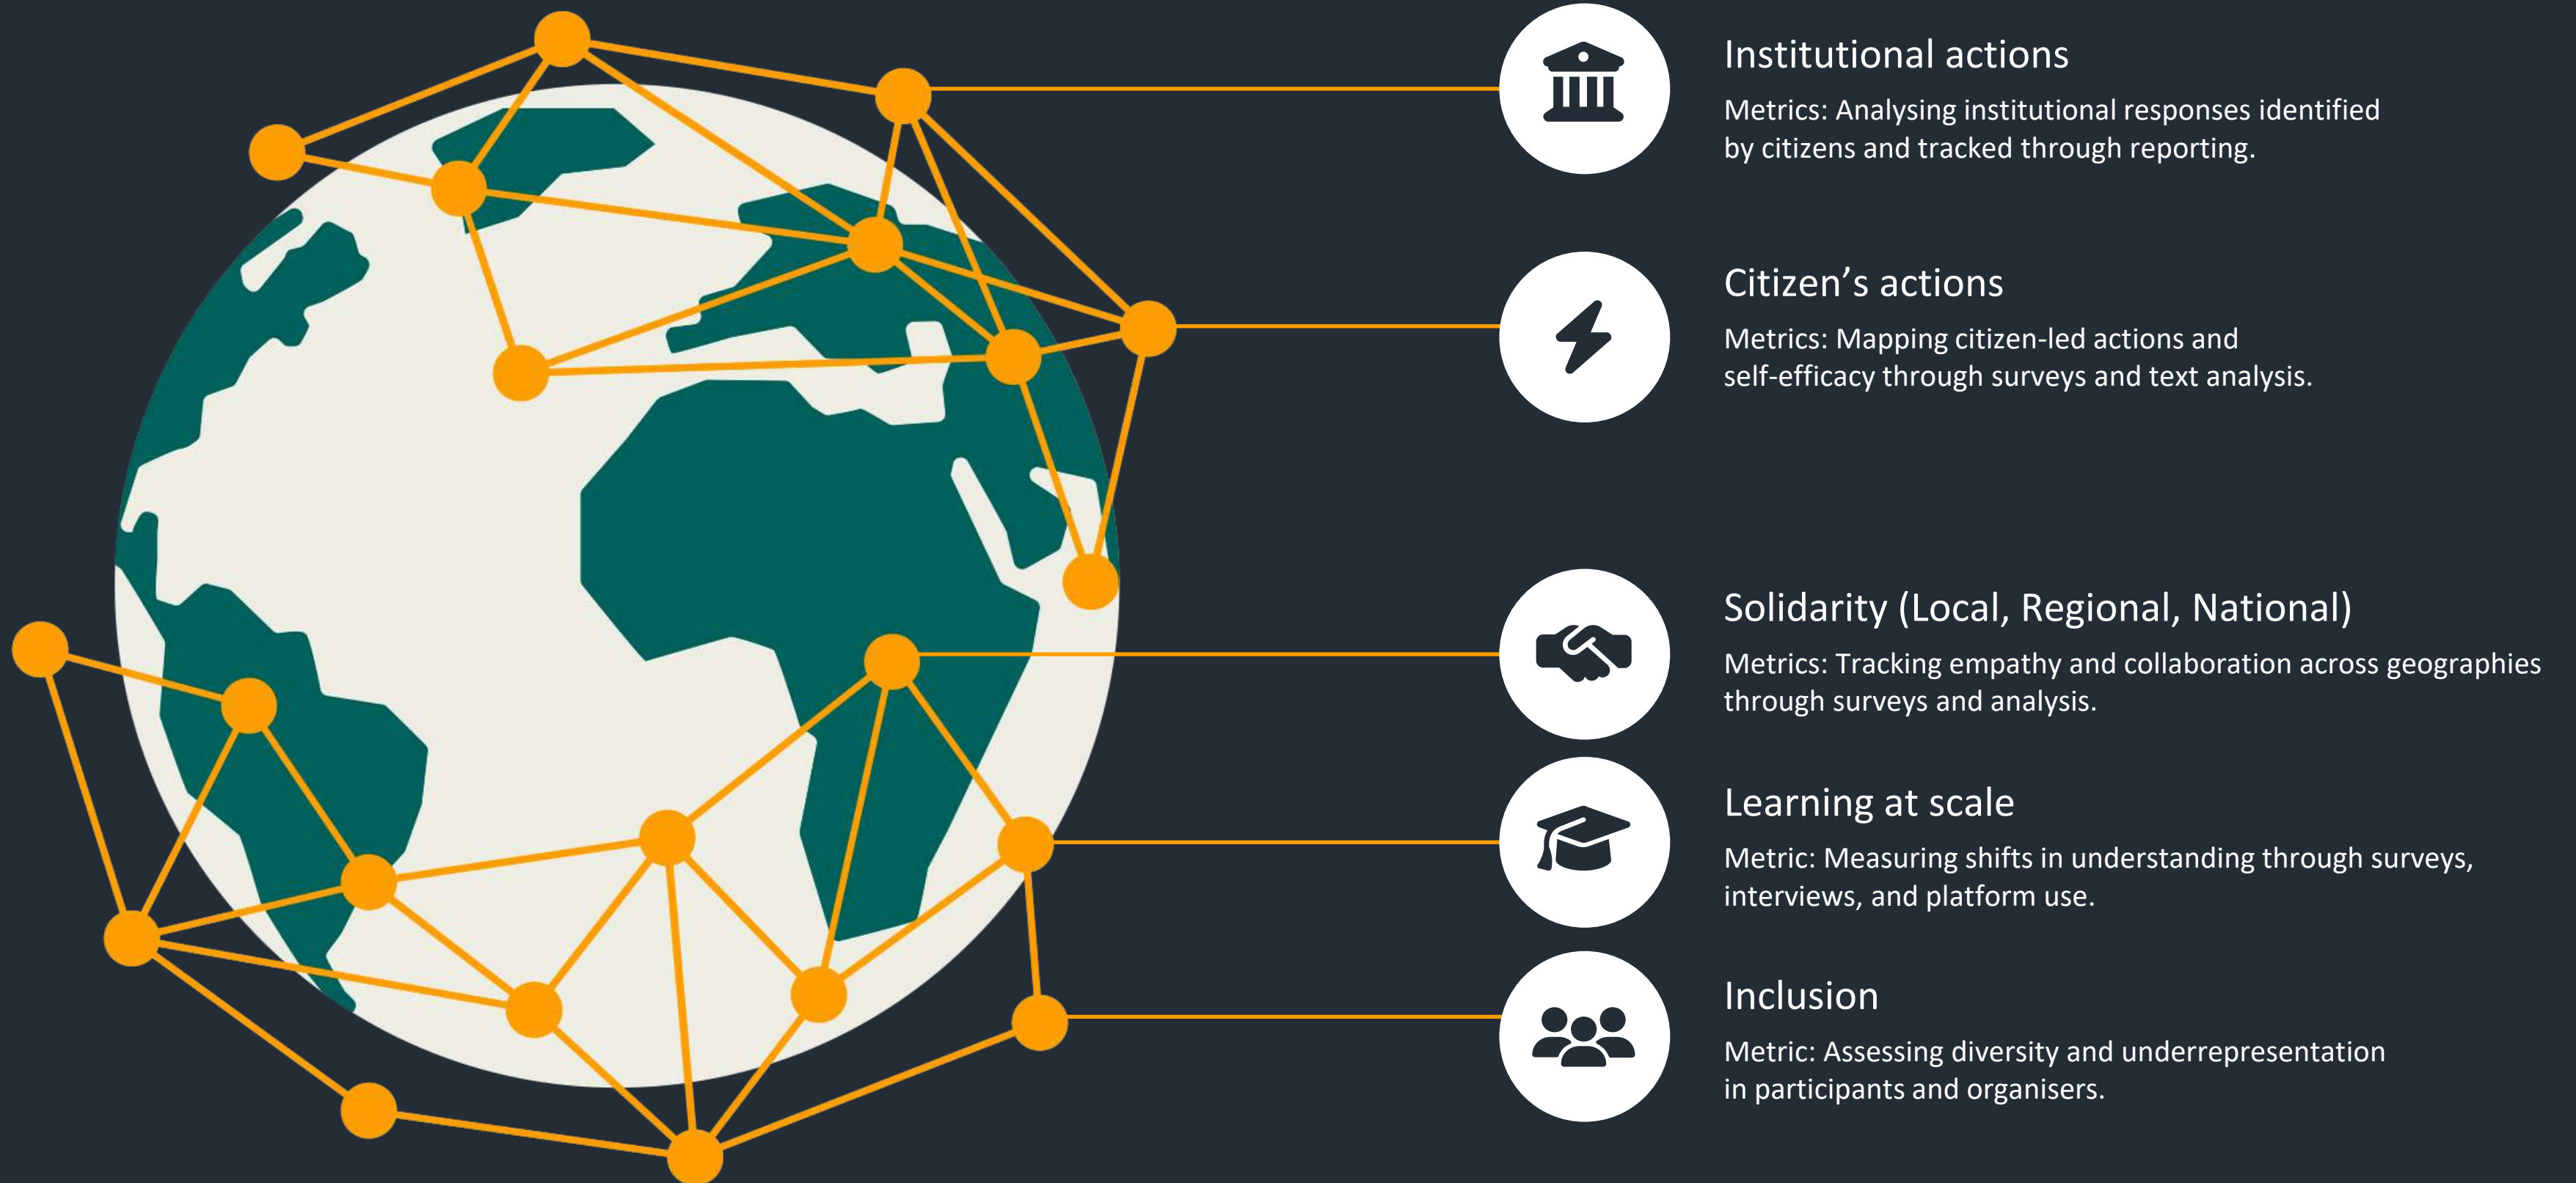 Institutional actions
Metrics: Analysing institutional responses identified
by citizens and tracked through reporting.
Citizen’s actions
Metrics: Mapping citizen-led actions and
self-efficacy through surveys and text analysis.
Solidarity (Local, Regional, National)
Metrics: Tracking empathy and collaboration across geographies
through surveys and analysis.
Learning at scale
Metric: Measuring shifts in understanding through surveys,
interviews, and platform use.
Inclusion
Metric: Assessing diversity and underrepresentation
in participants and organisers.